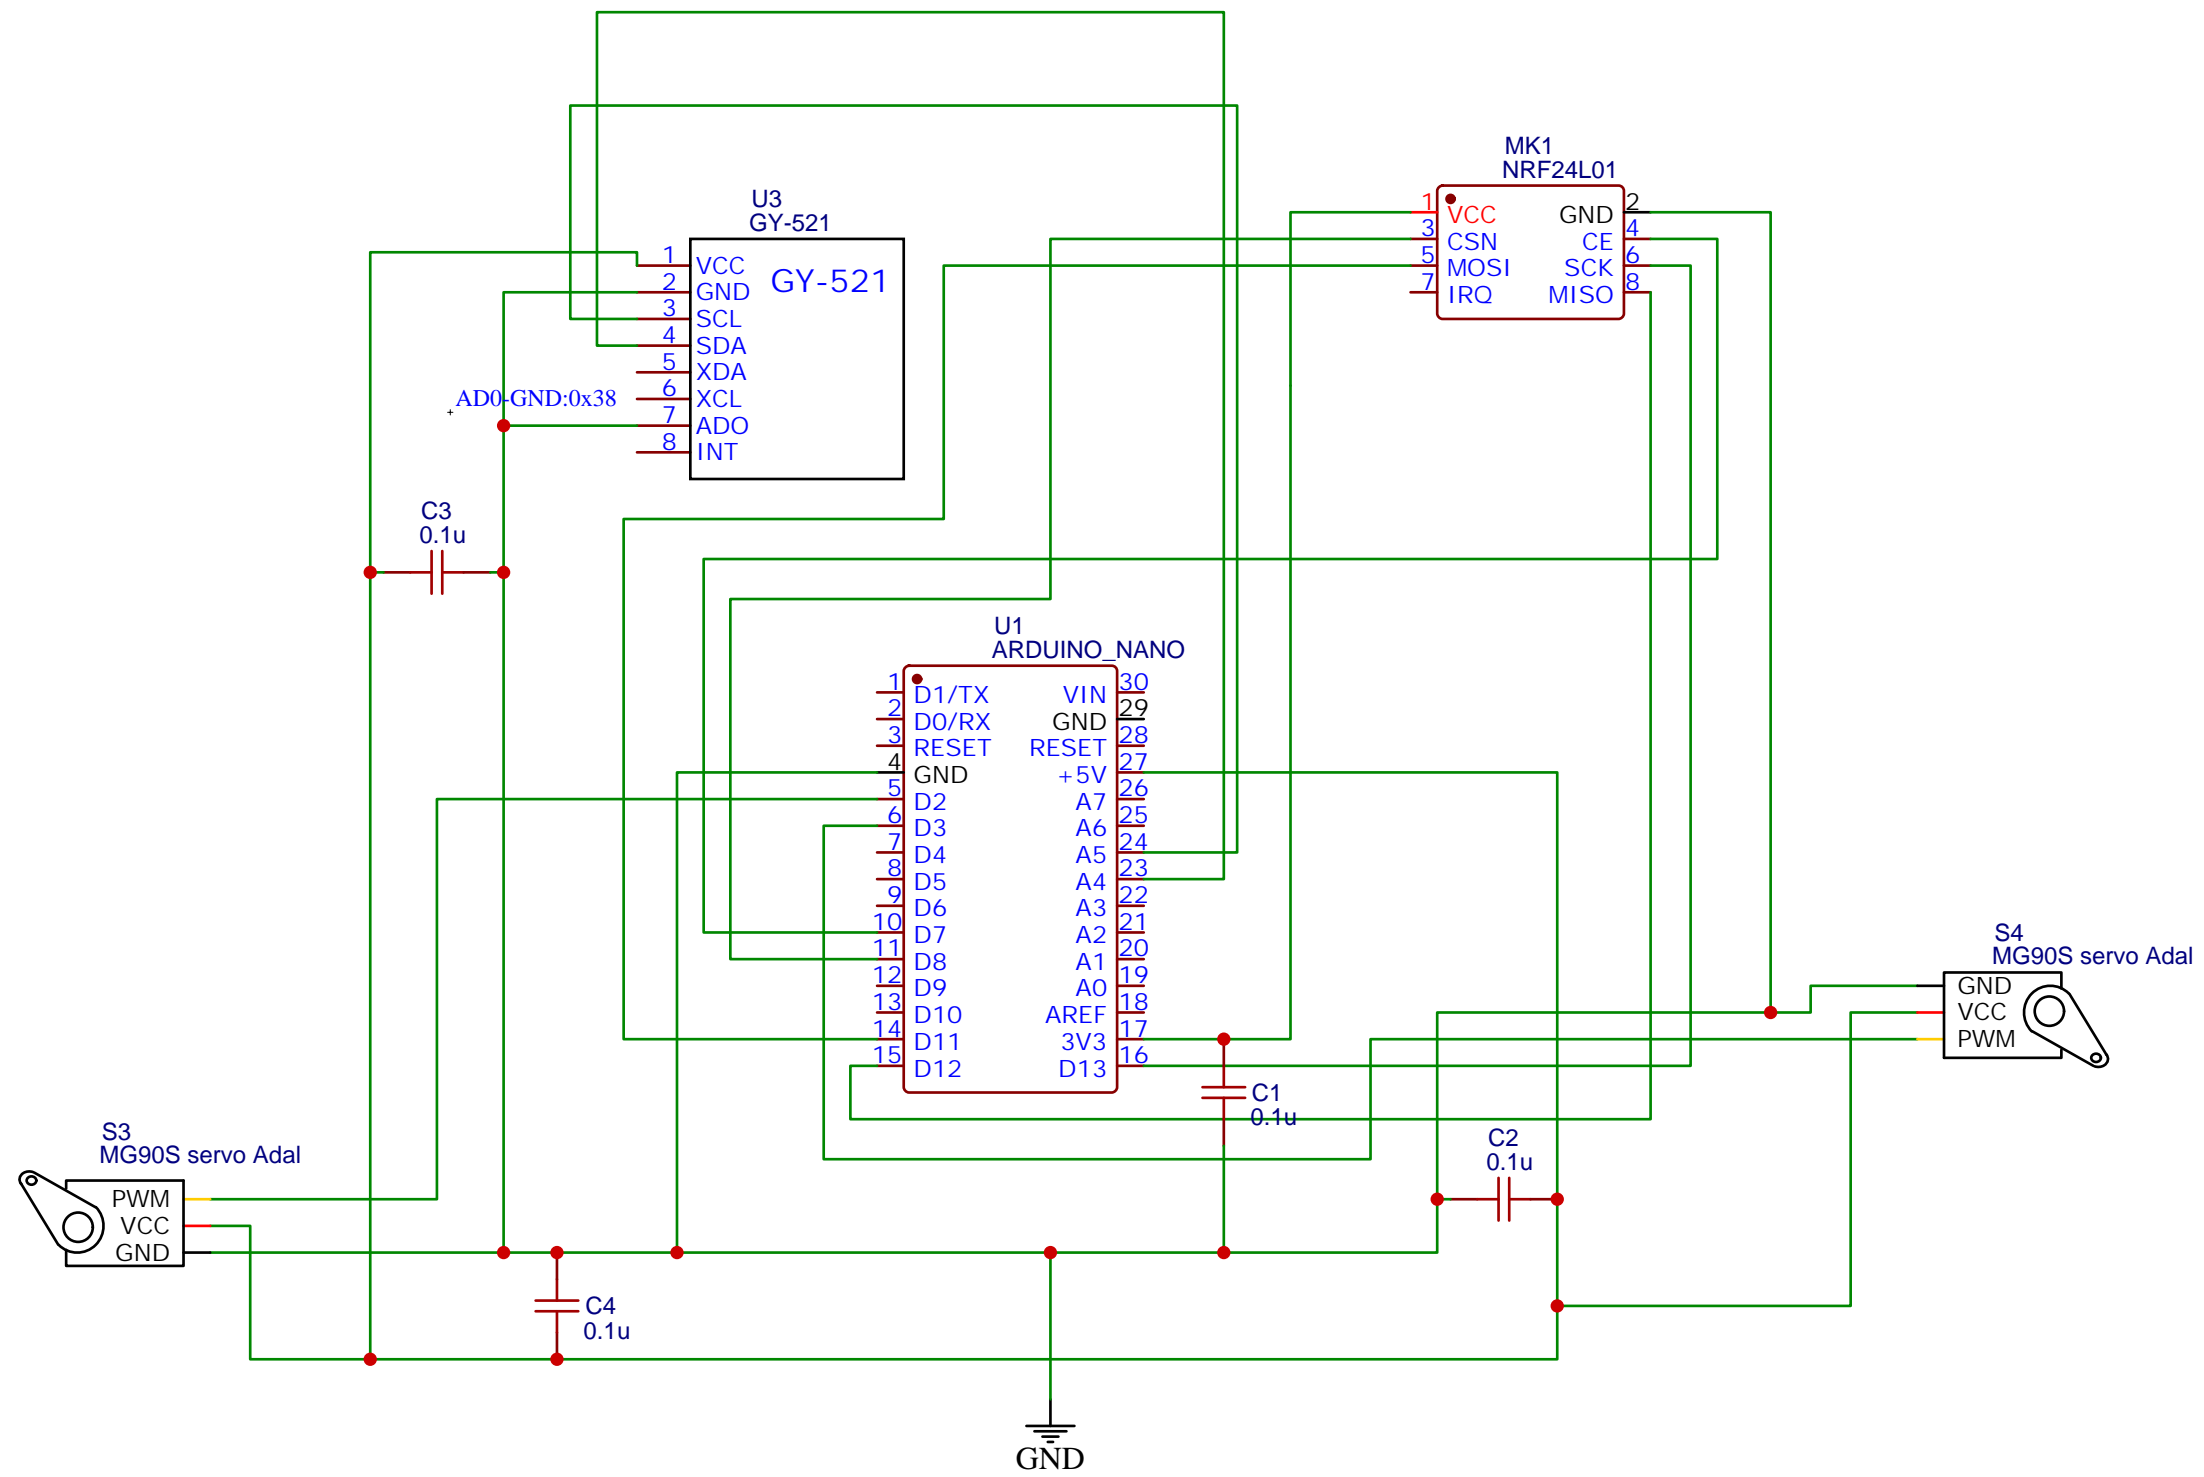 MK1
NRF24L01
1 VCC GND 2
3 CSN CE 4
5 MOSI SCK 6
7 IRQ MISO 8
U3
GY-521
GY-521
1 VCC
2 GND
3 SCL
4 SDA
5 XDA
6 XCL
7 ADO
8 INT
AD0-GND:0x38
C3
0.1u
U1
ARDUINO_NANO
1 D1/TX VIN 30
2 D0/RX GND 29
3 RESET RESET 28
4 GND +5V 27
5 D2 A7 26
6 D3 A6 25
7 D4 A5 24
8 D5 A4 23
9 D6 A3 22
10 D7 A2 21
11 D8 A1 20
12 D9 A0 19
13 D10 AREF 18
14 D11 3V3 17
15 D12 D13 16
S4
MG90S servo Adal
GND
VCC
PWM
C1
0.1u
C2
0.1u
S3
MG90S servo Adal
PWM
VCC
GND
C4
0.1u
GND